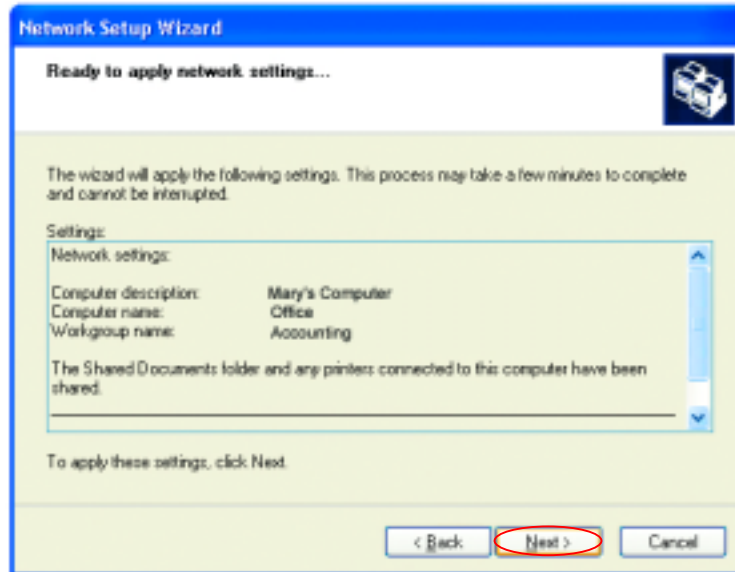 Network Setup Wizard
Ready to apply network settings...
The wizard will apply the following settings. This process may take a few minutes to complete
and cannot be interrupted.
Settings:
Network settings:
Computer description: Mary's Computer
Computer name: Office
Workgroup name: Accounting
The Shared Documents folder and any printers connected to this computer have been
shared.
To apply these settings, click Next.
< Back Next > Cancel